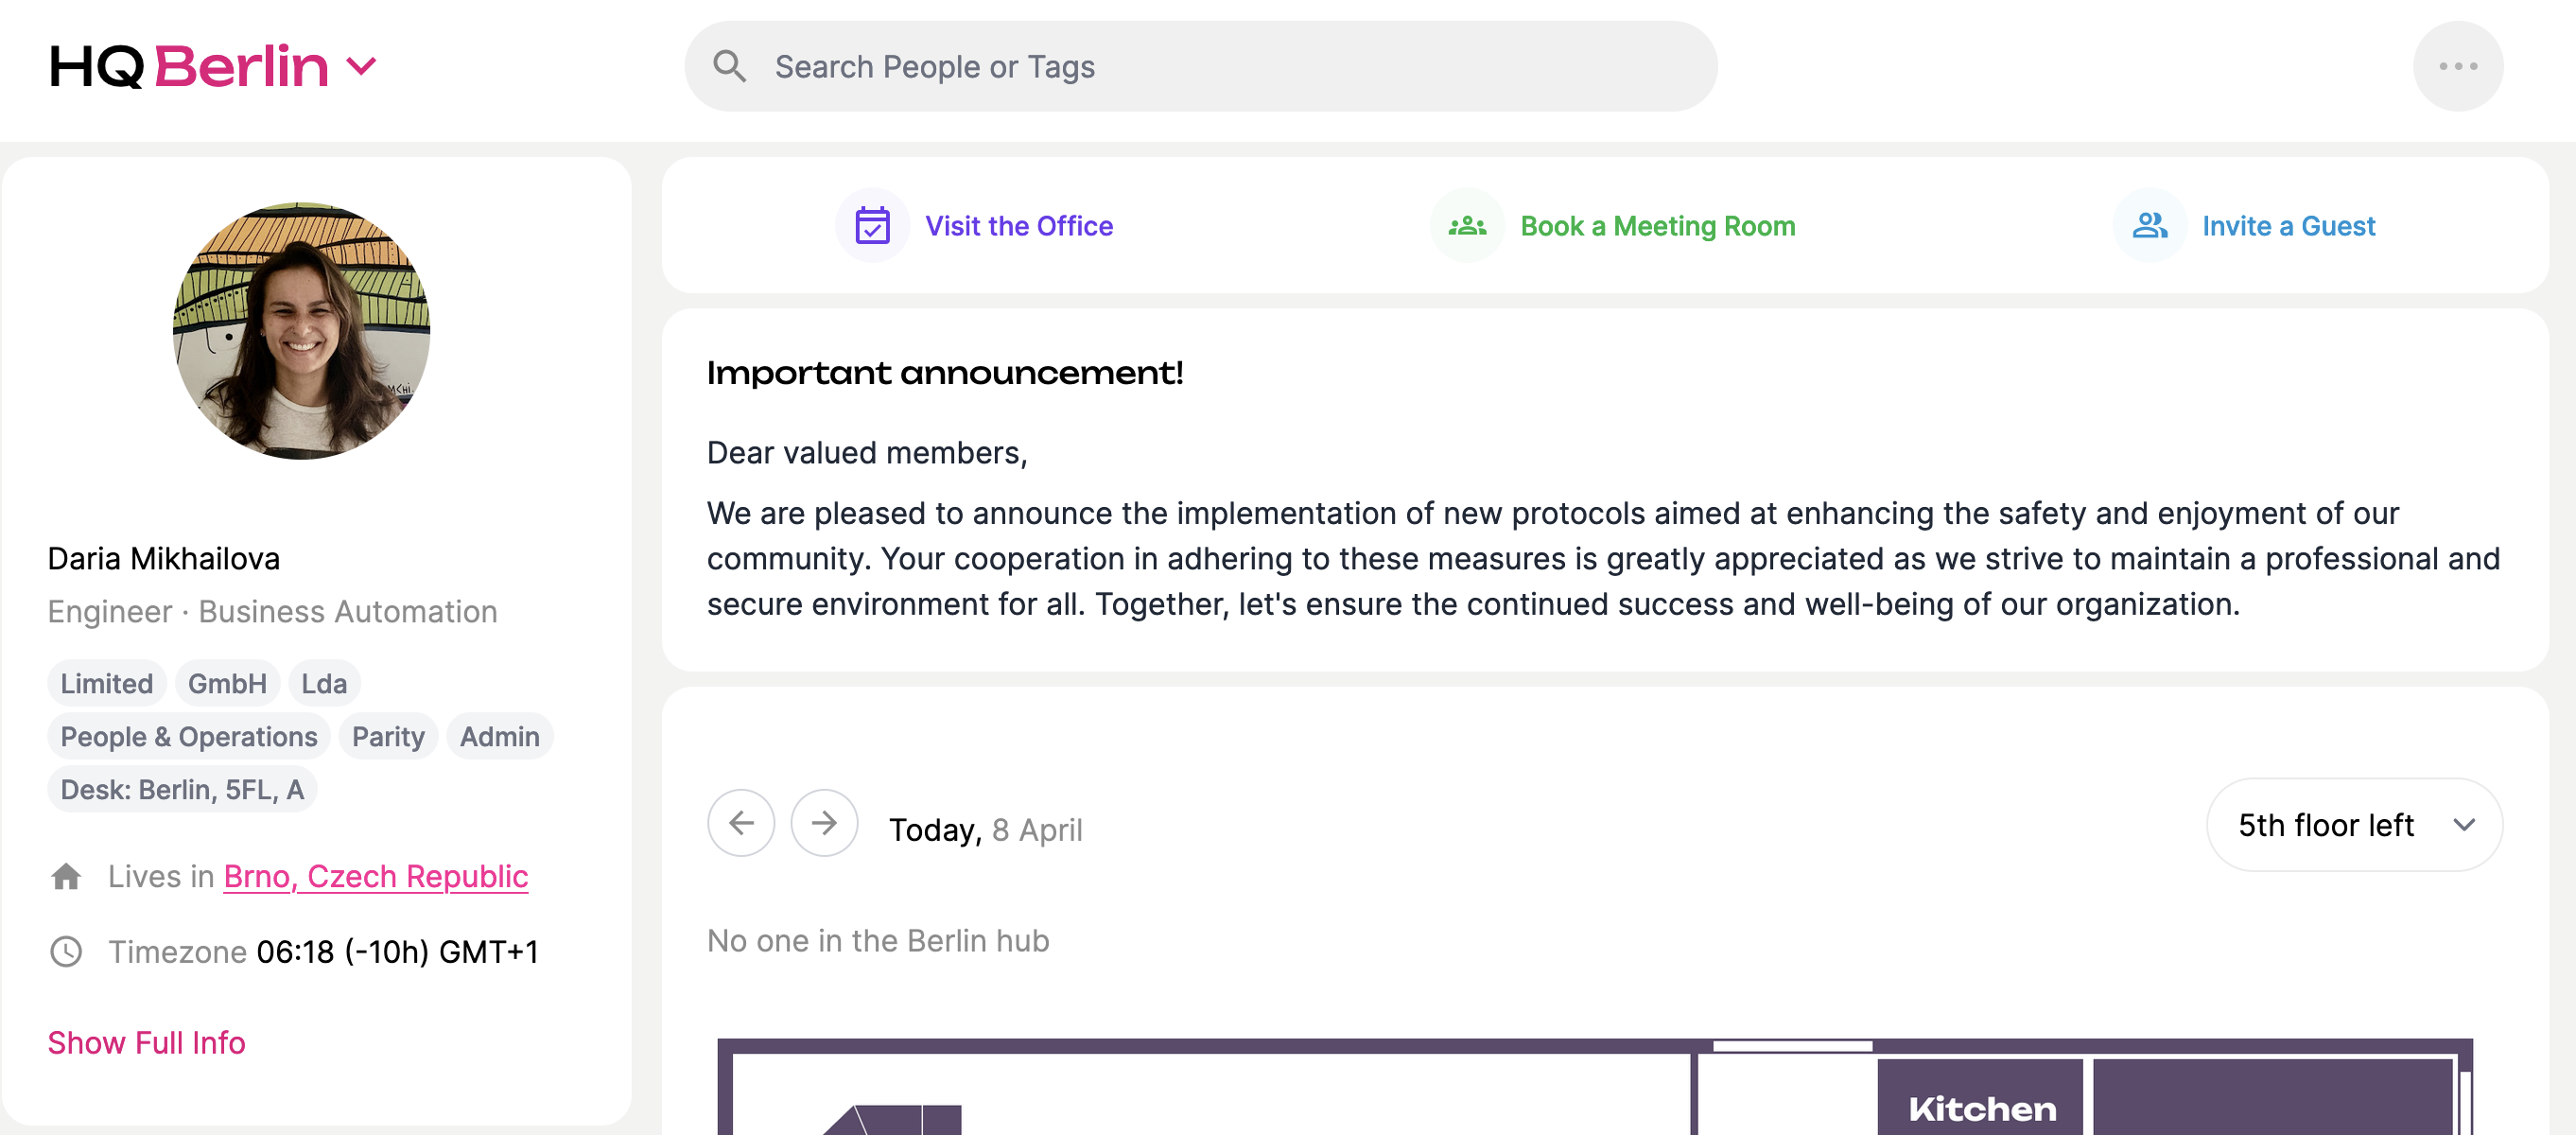 HQ Berlin
Search People or Tags
Visit the Office
Book a Meeting Room
Invite a Guest
Daria Mikhailova
Engineer · Business Automation
Limited GmbH Lda
People & Operations Parity Admin
Desk: Berlin, 5FL, A
Lives in Brno, Czech Republic
Timezone 06:18 (-10h) GMT+1
Show Full Info
Important announcement!
Dear valued members,
We are pleased to announce the implementation of new protocols aimed at enhancing the safety and enjoyment of our
community. Your cooperation in adhering to these measures is greatly appreciated as we strive to maintain a professional and
secure environment for all. Together, let's ensure the continued success and well-being of our organization.
Today, 8 April
5th floor left
No one in the Berlin hub
Kitchen